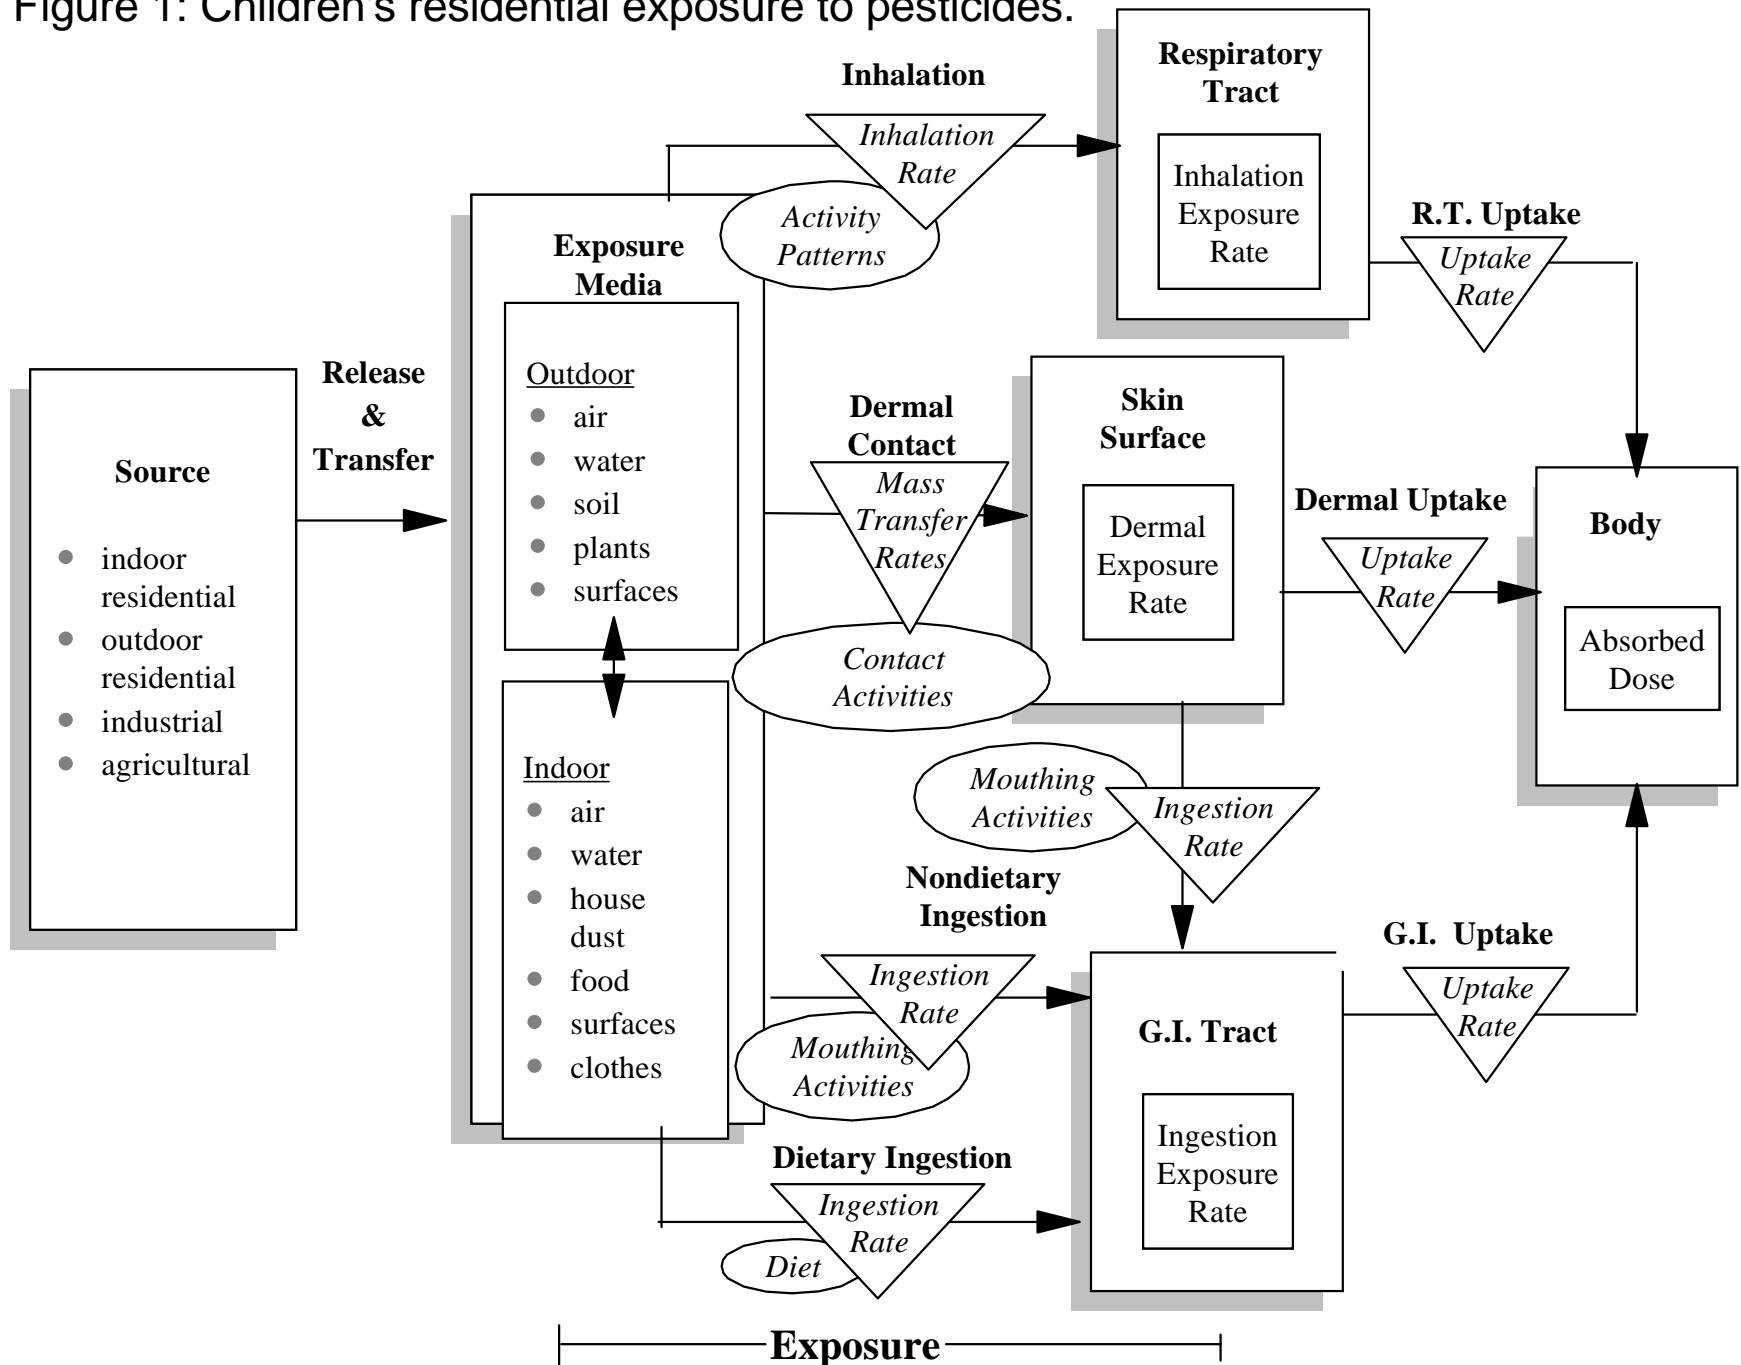 Figure 1: Children's residential exposure to pesticides.
Source
indoor
residential
outdoor
residential
industrial
agricultural
Release
&
Transfer
Exposure
Media
Outdoor
air
water
soil
plants
surfaces
Indoor
air
water
house
dust
food
surfaces
clothes
Inhalation
Inhalation
Rate
Activity
Patterns
Respiratory
Tract
Inhalation
Exposure
Rate
R.T. Uptake
Uptake
Rate
Dermal
Contact
Mass
Transfer
Rates
Contact
Activities
Skin
Surface
Dermal
Exposure
Rate
Dermal Uptake
Uptake
Rate
Body
Absorbed
Dose
Mouthing
Activities
Ingestion
Rate
Nondietary
Ingestion
Ingestion
Rate
Mouthing
Activities
G.I. Tract
Ingestion
Exposure
Rate
G.I. Uptake
Uptake
Rate
Dietary Ingestion
Ingestion
Rate
Diet
Exposure